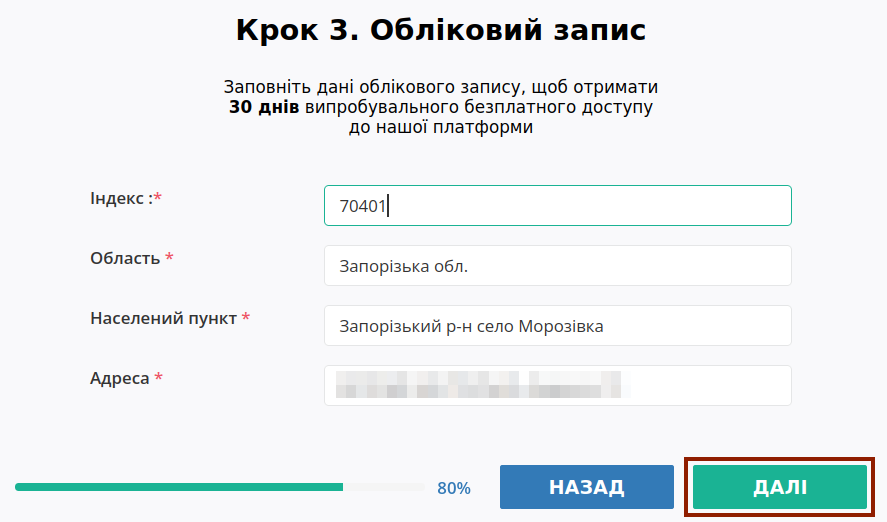 Крок 3. Обліковий запис
Заповніть дані облікового запису, щоб отримати
30 днів випробувального безплатного доступу
до нашої платформи
Індекс :*
70401
Область *
Запорізька обл.
Населений пункт *
Запорізький р-н село Морозівка
Адреса *
80%
НАЗАД
ДАЛІ